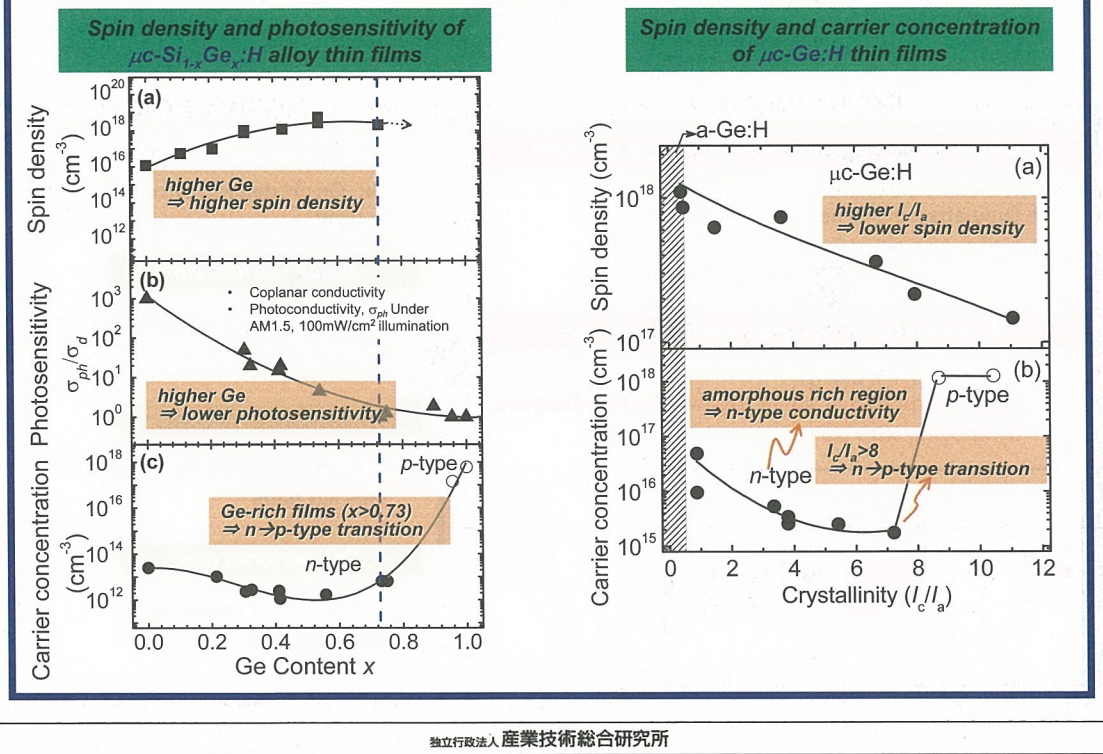 Spin density and photosensitivity of
μc-Si1-xGex:H alloy thin films
10^20
10^18
10^16
10^14
10^12
Spin density
(cm^-3)
(a)
higher Ge
⇒ higher spin density
10^3
10^2
10^1
10^0
Photosensitivity
σph/σd
(b)
• Coplanar conductivity
• Photoconductivity, σph Under
AM1.5, 100mW/cm² illumination
higher Ge
⇒ lower photosensitivity
10^18
10^16
10^14
10^12
Carrier concentration
(cm^-3)
(c)
p-type
Ge-rich films (x>0.73)
⇒ n→p-type transition
n-type
0.0 0.2 0.4 0.6 0.8 1.0
Ge Content x
Spin density and carrier concentration
of μc-Ge:H thin films
a-Ge:H
10^18
10^17
Spin density (cm^-3)
(a)
μc-Ge:H
higher Ic/Ia
⇒ lower spin density
10^18
10^17
10^16
10^15
Carrier concentration (cm^-3)
(b)
amorphous rich region
⇒ n-type conductivity
p-type
Ic/Ia>8
⇒ n→p-type transition
n-type
2 4 6 8 10 12
Crystallinity (Ic/Ia)
独立行政法人 産業技術総合研究所